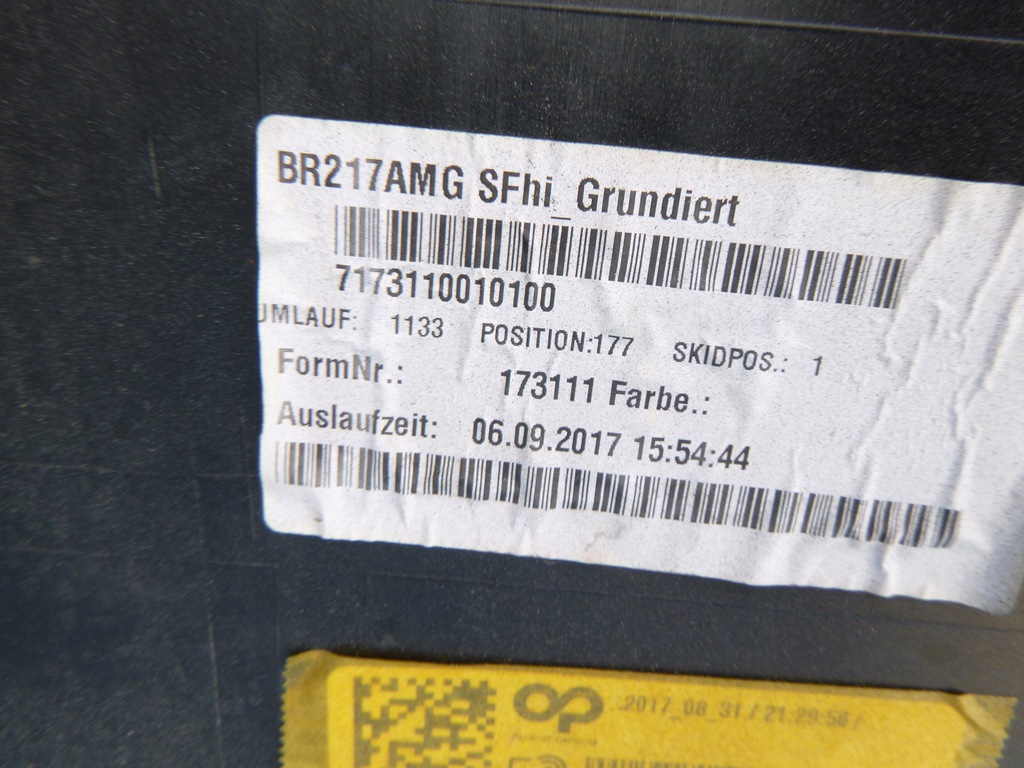 BR217AMG SFhi_Grundiert
7173110010100
UMLAUF: 1133 POSITION:177 SKIDPOS.: 1
FormNr.: 173111 Farbe.:
Auslaufzeit: 06.09.2017 15:54:44
op 2017_08_31 / 21:29:50 /